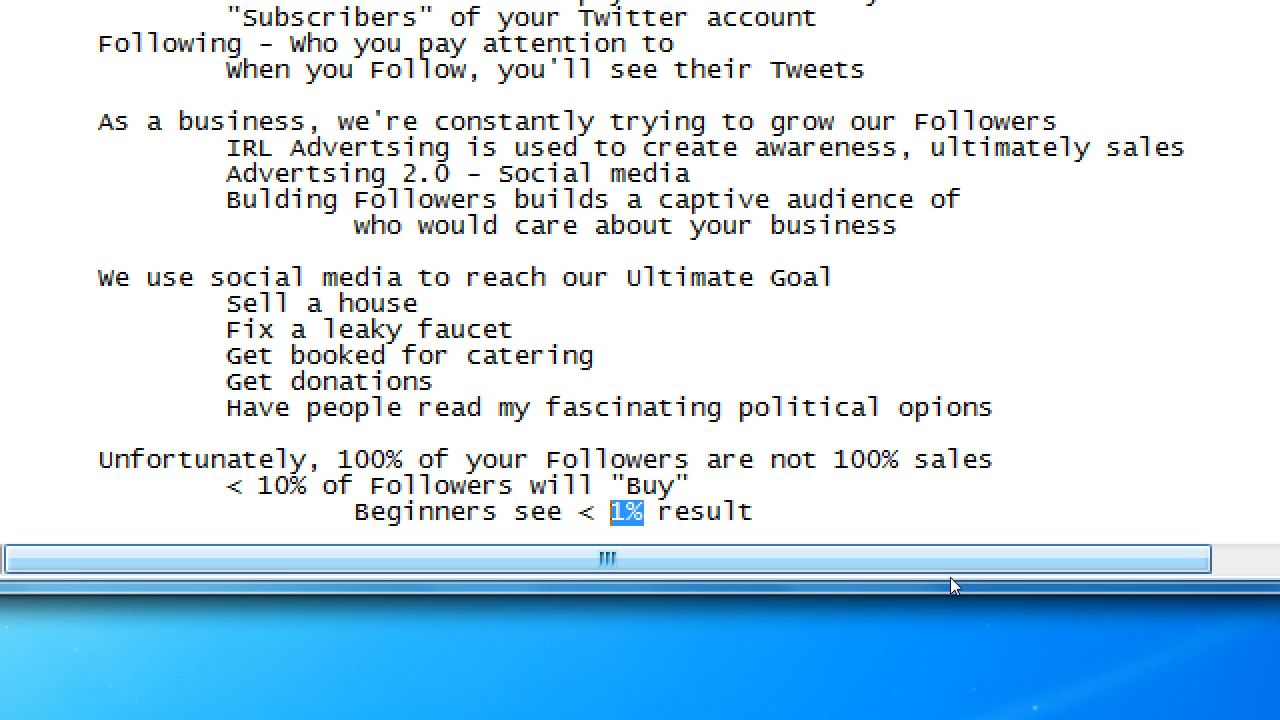 "Subscribers" of your Twitter account
Following - Who you pay attention to
When you Follow, you'll see their Tweets
As a business, we're constantly trying to grow our Followers
IRL Advertsing is used to create awareness, ultimately sales
Advertsing 2.0 - Social media
Bulding Followers builds a captive audience of
who would care about your business
We use social media to reach our Ultimate Goal
Sell a house
Fix a leaky faucet
Get booked for catering
Get donations
Have people read my fascinating political opions
Unfortunately, 100% of your Followers are not 100% sales
< 10% of Followers will "Buy"
Beginners see < 1% result